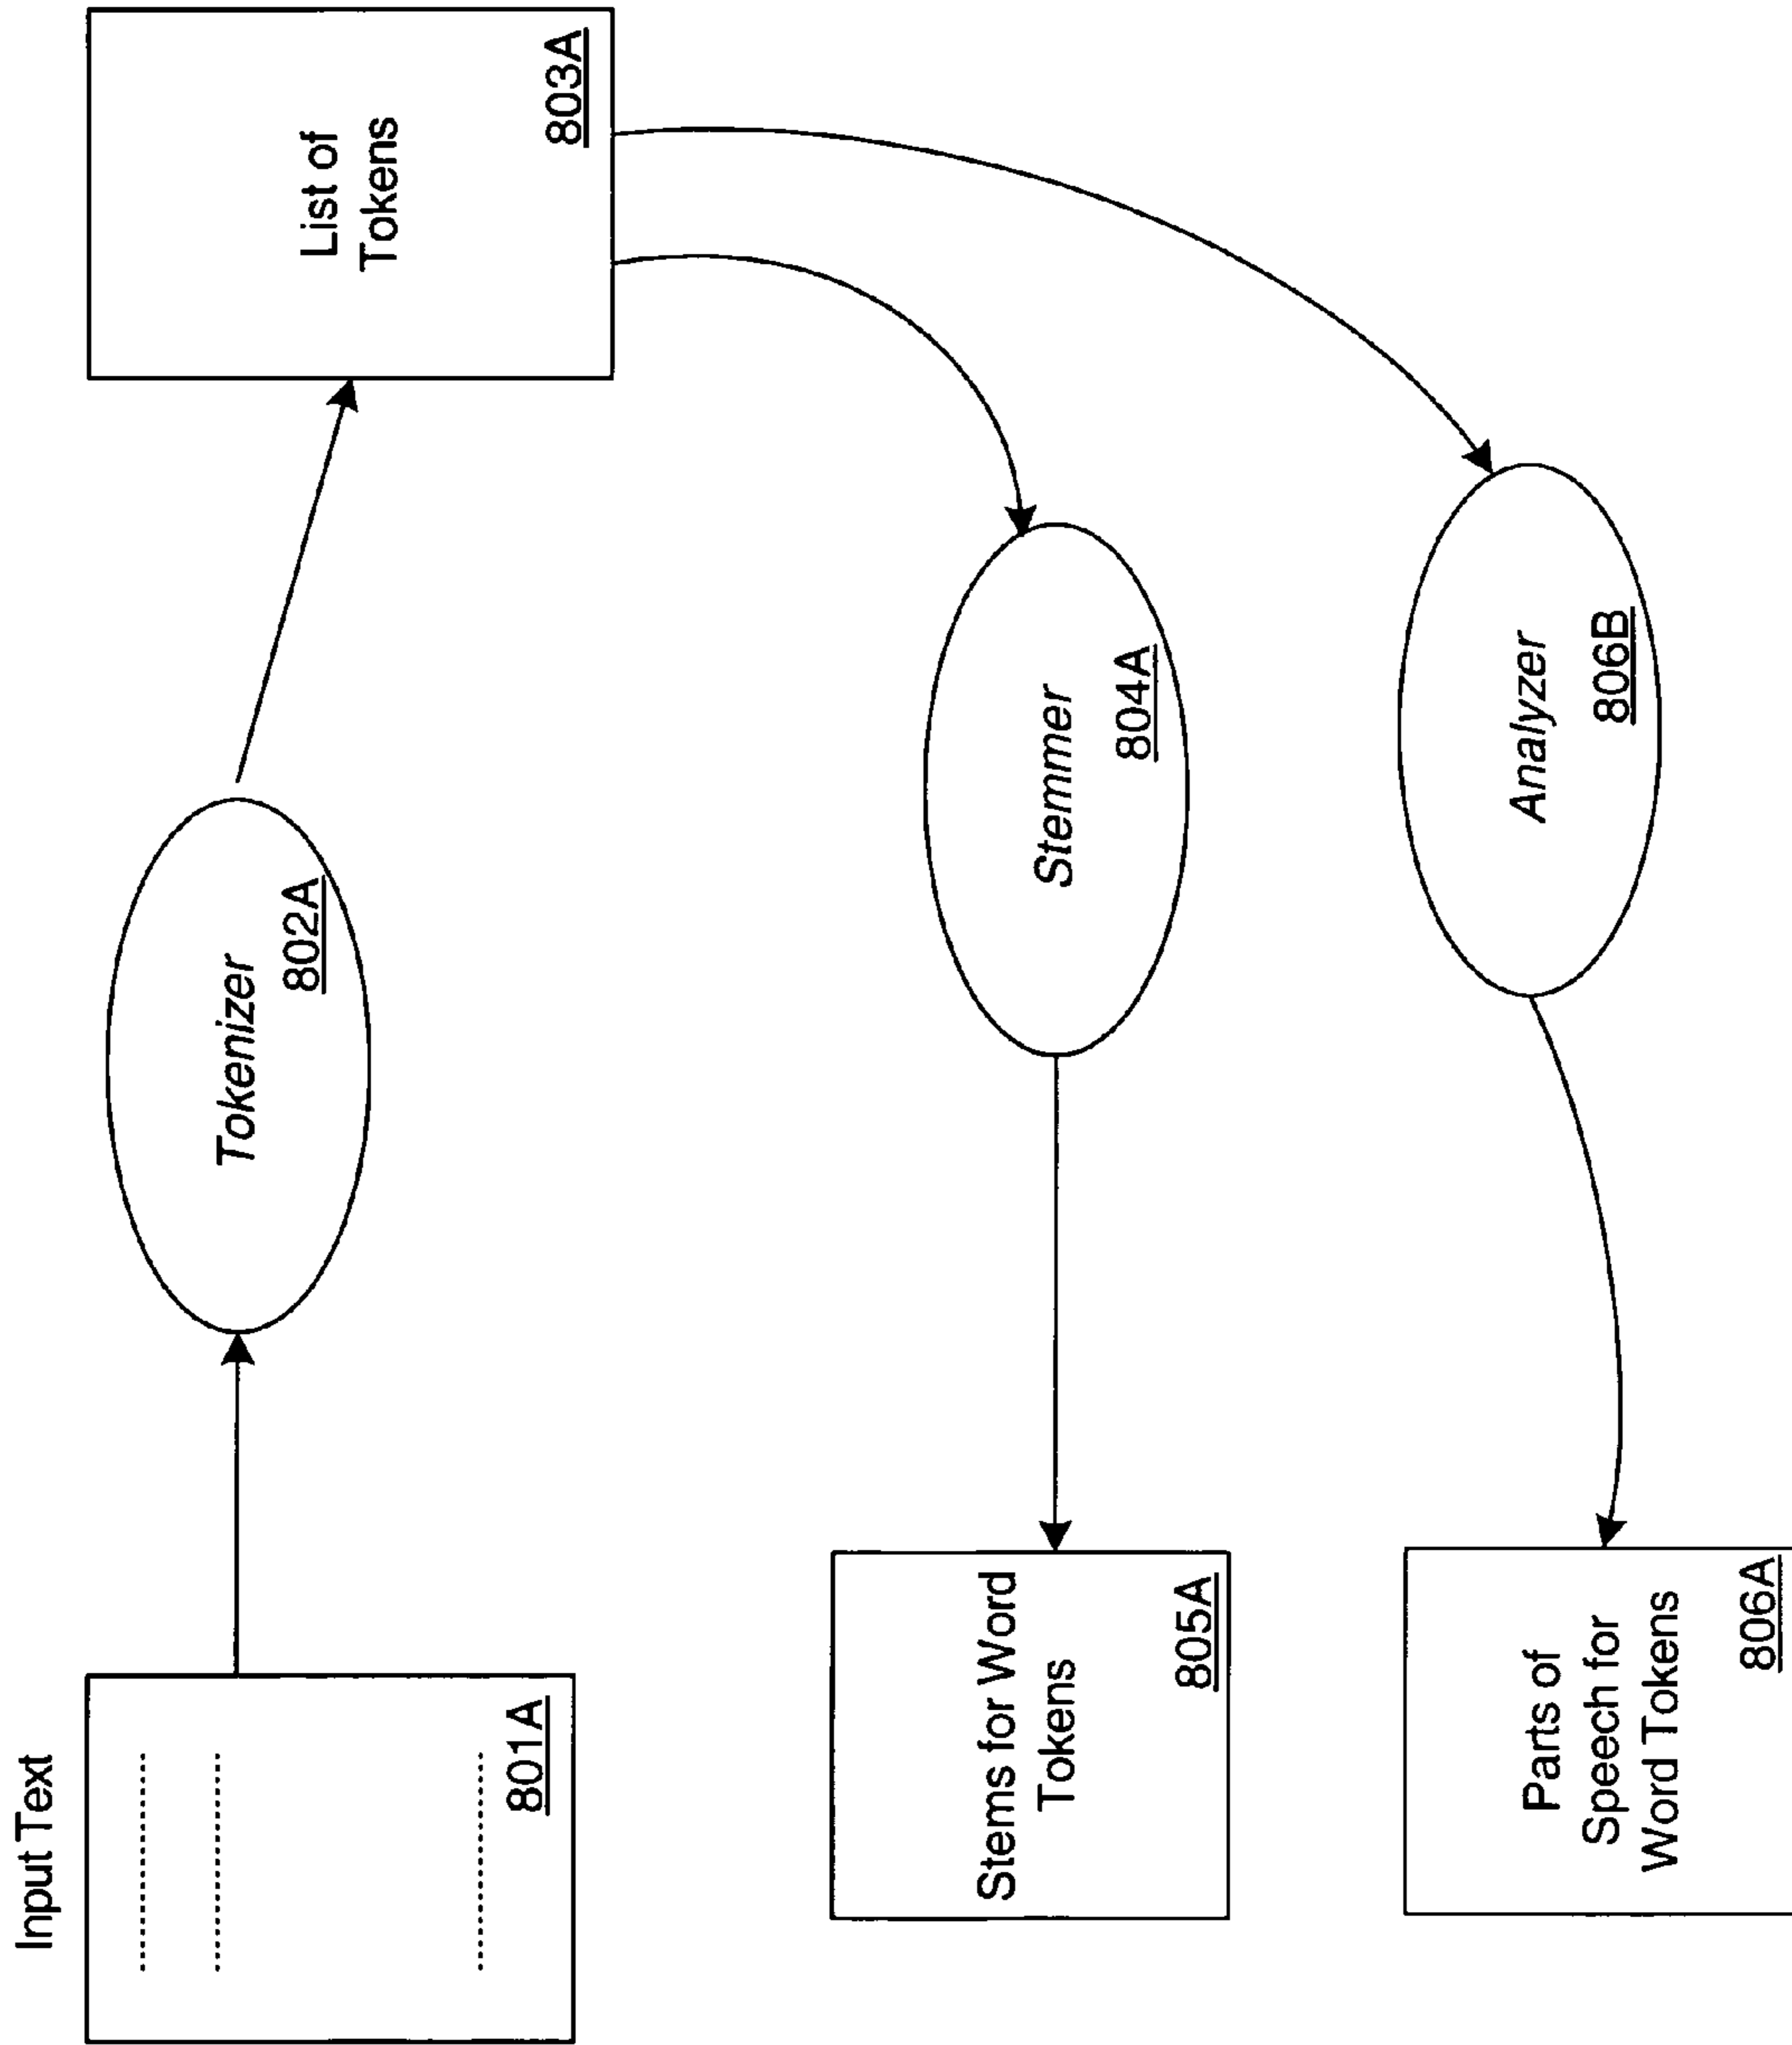 Input Text
801A
Tokenizer
802A
List of
Tokens
803A
Stems for Word
Tokens
805A
Stemmer
804A
Parts of
Speech for
Word Tokens
806A
Analyzer
806B